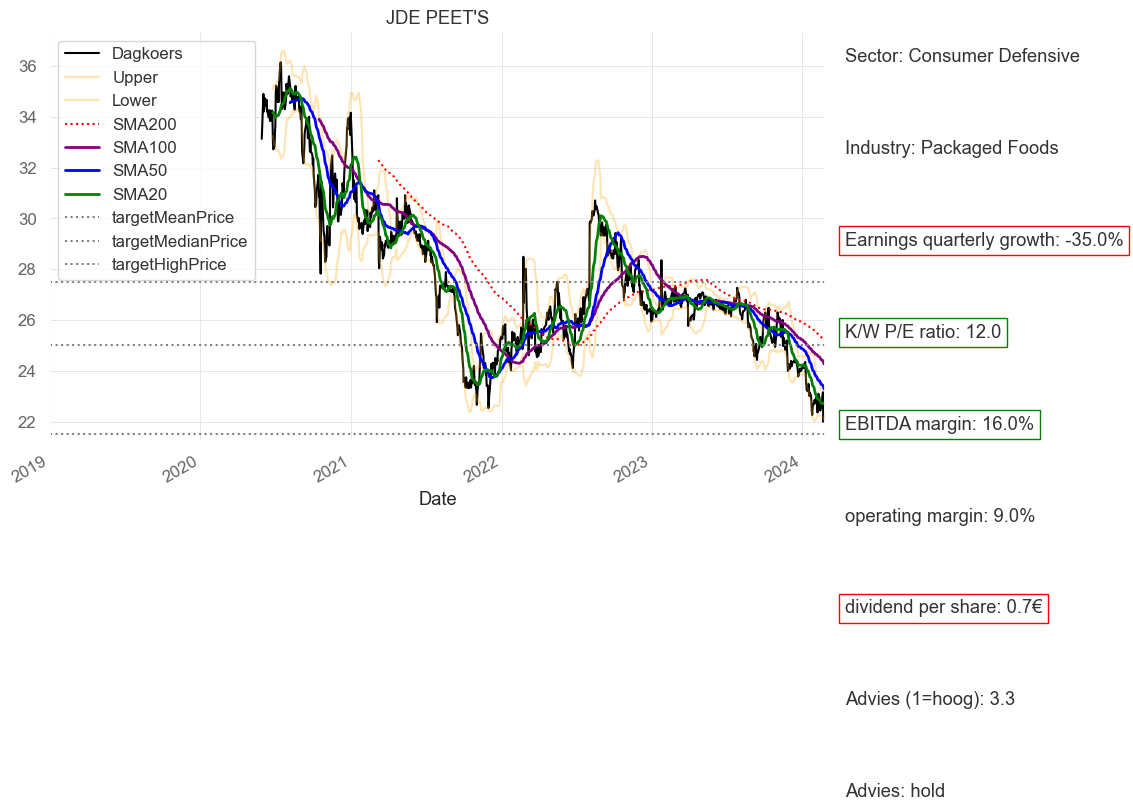 JDE PEET'S
Dagkoers
Upper
Lower
SMA200
SMA100
SMA50
SMA20
targetMeanPrice
targetMedianPrice
targetHighPrice
36
34
32
30
28
26
24
22
2019
2020
2021
2022
2023
2024
Date
Sector: Consumer Defensive
Industry: Packaged Foods
Earnings quarterly growth: -35.0%
K/W P/E ratio: 12.0
EBITDA margin: 16.0%
operating margin: 9.0%
dividend per share: 0.7€
Advies (1=hoog): 3.3
Advies: hold